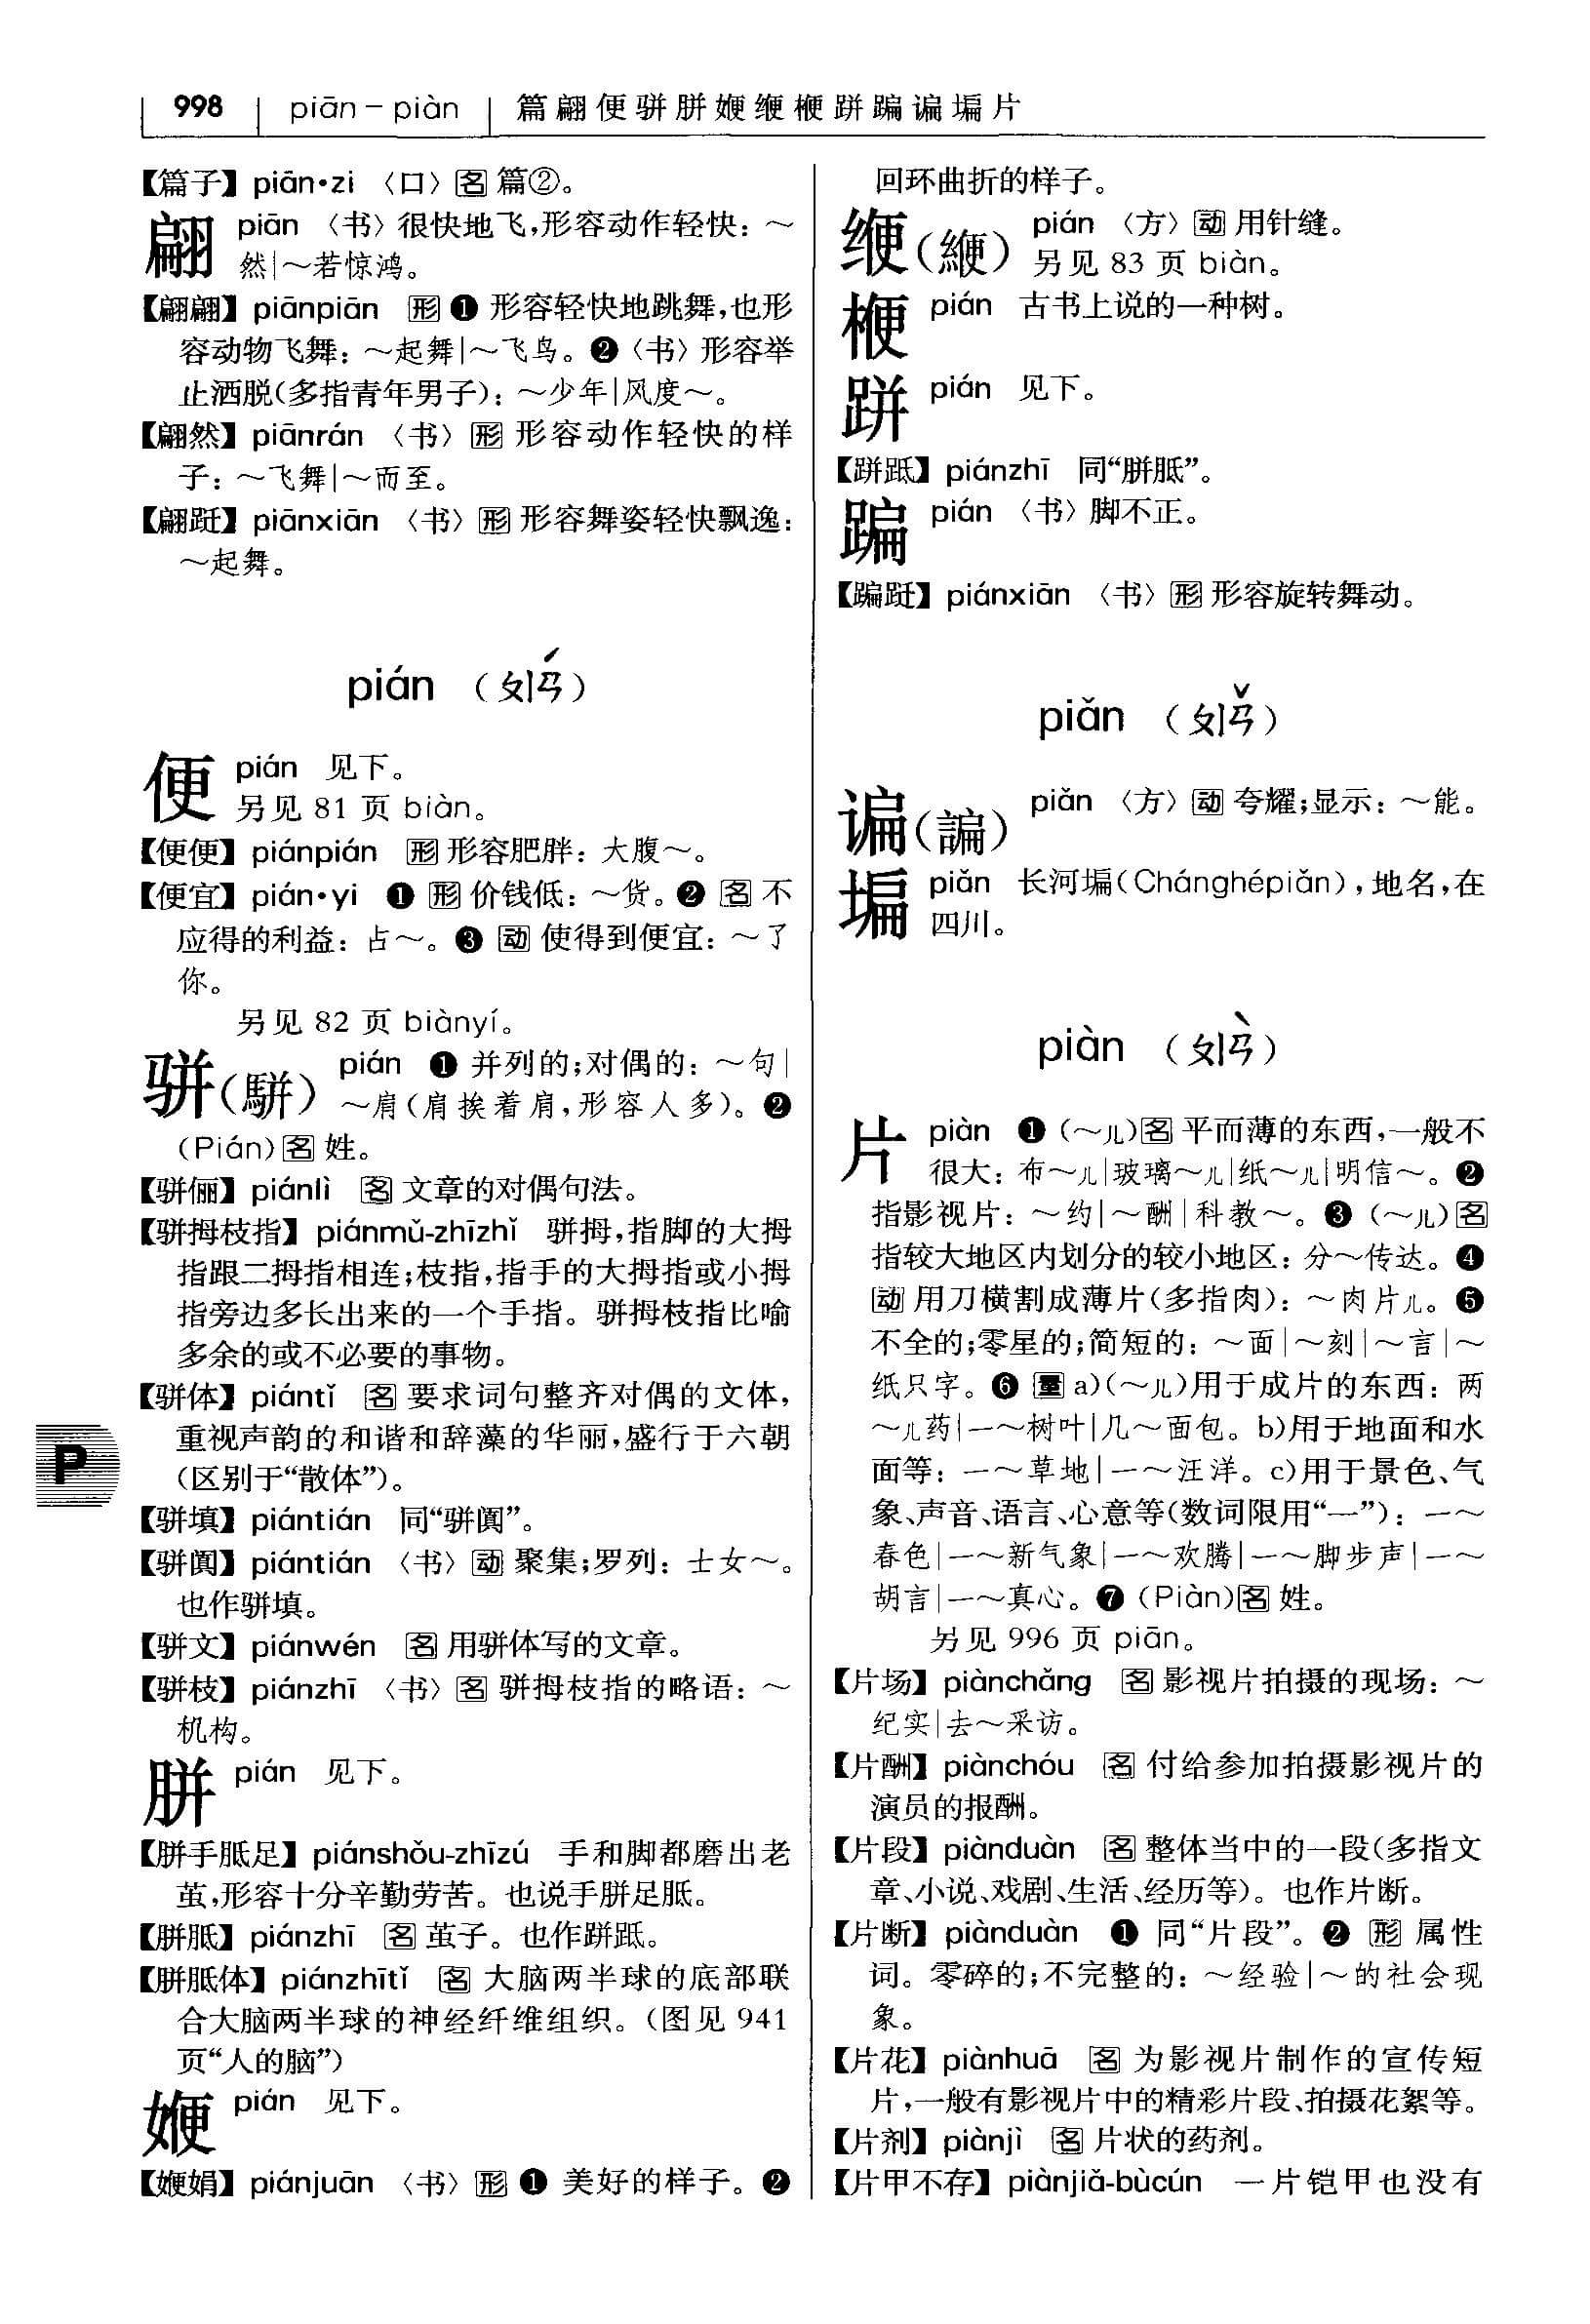 998 piān－piàn 篇翩便骈胼㛹缏楩跰蹁谝㾫片
【篇子】 piān·zi 〈口〉 名 篇②。
翩 piān 〈书〉很快地飞，形容动作轻快：～
然|～若惊鸿。
【翩翩】 piānpiān 形 ❶ 形容轻快地跳舞，也形
容动物飞舞：～起舞|～飞鸟。❷〈书〉形容举
止洒脱（多指青年男子）：～少年|风度～。
【翩然】 piānrán 〈书〉 形 形容动作轻快的样
子：～飞舞|～而至。
【翩跹】 piānxiān 〈书〉 形 形容舞姿轻快飘逸：
～起舞。
pián （ㄆㄧㄢˊ）
便 pián 见下。
另见 81 页 biàn。
【便便】 piánpián 形 形容肥胖：大腹～。
【便宜】 pián·yi ❶ 形 价钱低：～货。❷ 名 不
应得的利益：占～。❸ 动 使得到便宜：～了
你。
另见 82 页 biànyí。
骈（駢） pián ❶ 并列的；对偶的：～句|
～肩（肩挨着肩，形容人多）。❷
（Pián） 名 姓。
【骈俪】 piánlì 名 文章的对偶句法。
【骈拇枝指】 piánmǔ-zhīzhǐ 骈拇，指脚的大拇
指跟二拇指相连；枝指，指手的大拇指或小拇
指旁边多长出来的一个手指。骈拇枝指比喻
多余的或不必要的事物。
【骈体】 piántǐ 名 要求词句整齐对偶的文体，
重视声韵的和谐和辞藻的华丽，盛行于六朝
（区别于“散体”）。
P
【骈填】 piántián 同“骈阗”。
【骈阗】 piántián 〈书〉 动 聚集；罗列：士女～。
也作骈填。
【骈文】 piánwén 名 用骈体写的文章。
【骈枝】 piánzhī 〈书〉 名 骈拇枝指的略语：～
机构。
胼 pián 见下。
【胼手胝足】 piánshǒu-zhīzú 手和脚都磨出老
茧，形容十分辛勤劳苦。也说手胼足胝。
【胼胝】 piánzhī 名 茧子。也作跰胝。
【胼胝体】 piánzhītǐ 名 大脑两半球的底部联
合大脑两半球的神经纤维组织。（图见 941
页“人的脑”）
㛹 pián 见下。
【㛹娟】 piánjuān 〈书〉 形 ❶ 美好的样子。❷
回环曲折的样子。
缏（緶） pián 〈方〉 动 用针缝。
另见 83 页 biàn。
楩 pián 古书上说的一种树。
跰 pián 见下。
【跰胝】 piánzhī 同“胼胝”。
蹁 pián 〈书〉脚不正。
【蹁跹】 piánxiān 〈书〉 形 形容旋转舞动。
piǎn （ㄆㄧㄢˇ）
谝（諞） piǎn 〈方〉 动 夸耀；显示：～能。
piǎn 长河（Chánghépiǎn），地名，在
四川。
piàn （ㄆㄧㄢˋ）
片 piàn ❶（～儿） 名 平而薄的东西，一般不
很大：布～儿|玻璃～儿|纸～儿|明信～。❷
指影视片：～约|～酬|科教～。❸（～儿） 名
指较大地区内划分的较小地区：分～传达。❹
动 用刀横割成薄片（多指肉）：～肉片儿。❺
不全的；零星的；简短的：～面|～刻|～言|～
纸只字。❻ 量 a)（～儿）用于成片的东西：两
～儿药|一～树叶|几～面包。b)用于地面和水
面等：一～草地|一～汪洋。c)用于景色、气
象、声音、语言、心意等（数词限用“一”）：一～
春色|一～新气象|一～欢腾|一～脚步声|一～
胡言|一～真心。❼（Piàn） 名 姓。
另见 996 页 piān。
【片场】 piànchǎng 名 影视片拍摄的现场：～
纪实|去～采访。
【片酬】 piànchóu 名 付给参加拍摄影视片的
演员的报酬。
【片段】 piànduàn 名 整体当中的一段（多指文
章、小说、戏剧、生活、经历等）。也作片断。
【片断】 piànduàn ❶ 同“片段”。❷ 形 属性
词。零碎的；不完整的：～经验|～的社会现
象。
【片花】 piànhuā 名 为影视片制作的宣传短
片，一般有影视片中的精彩片段、拍摄花絮等。
【片剂】 piànjì 名 片状的药剂。
【片甲不存】 piànjiǎ-bùcún 一片铠甲也没有